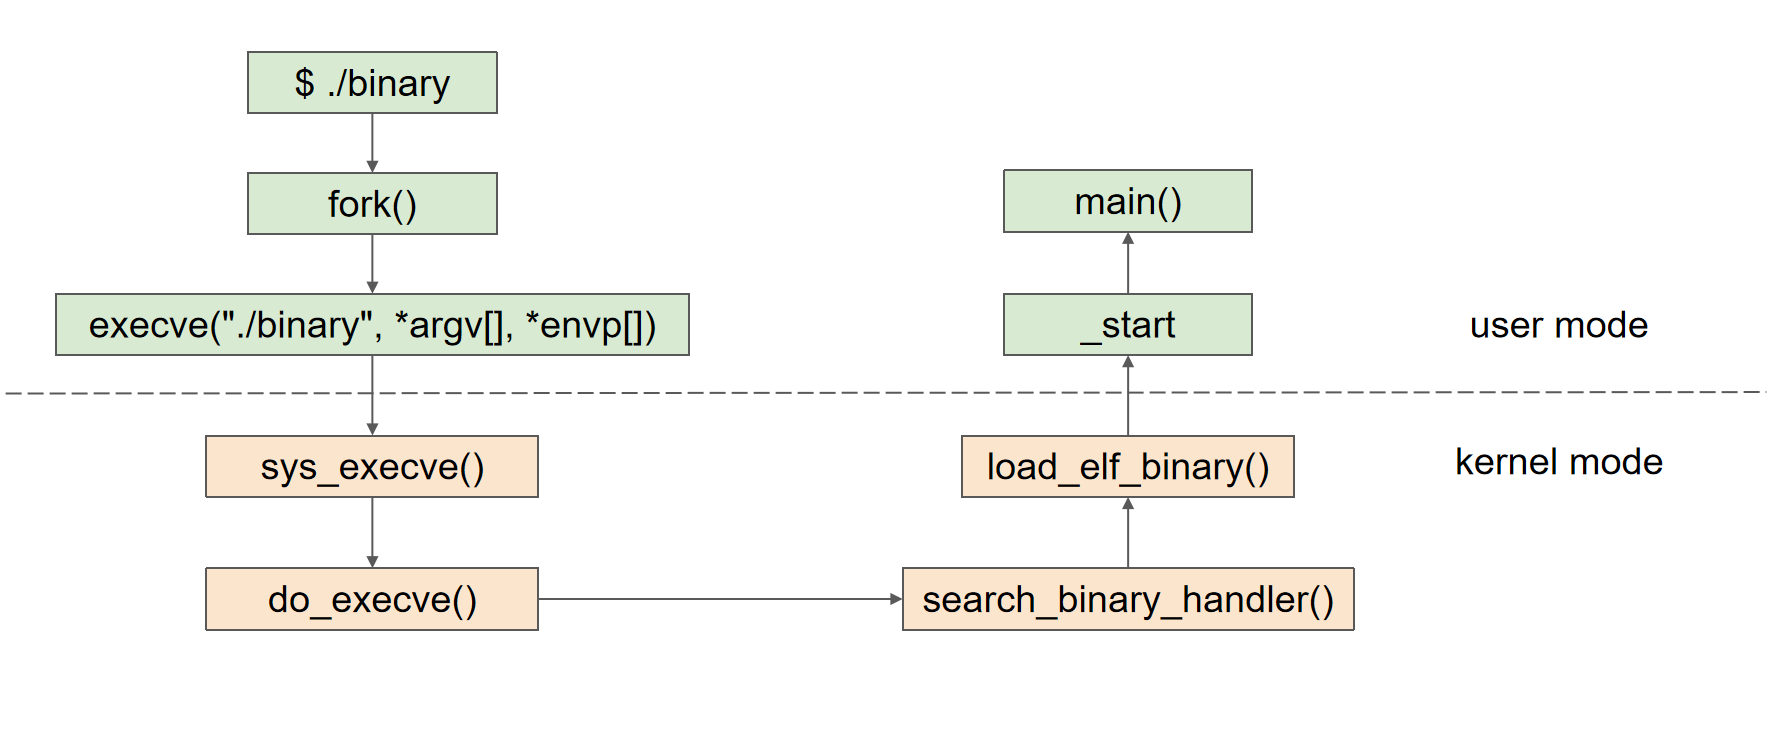 $ ./binary
fork()
execve("./binary", *argv[], *envp[])
sys_execve()
do_execve()
search_binary_handler()
load_elf_binary()
_start
main()
user mode
kernel mode